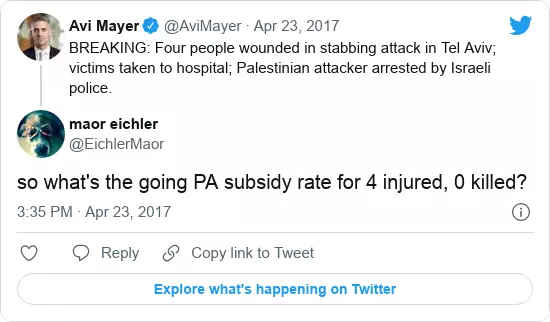 Avi Mayer @AviMayer · Apr 23, 2017
BREAKING: Four people wounded in stabbing attack in Tel Aviv;
victims taken to hospital; Palestinian attacker arrested by Israeli
police.
maor eichler
@EichlerMaor
so what's the going PA subsidy rate for 4 injured, 0 killed?
3:35 PM · Apr 23, 2017
Reply
Copy link to Tweet
Explore what's happening on Twitter